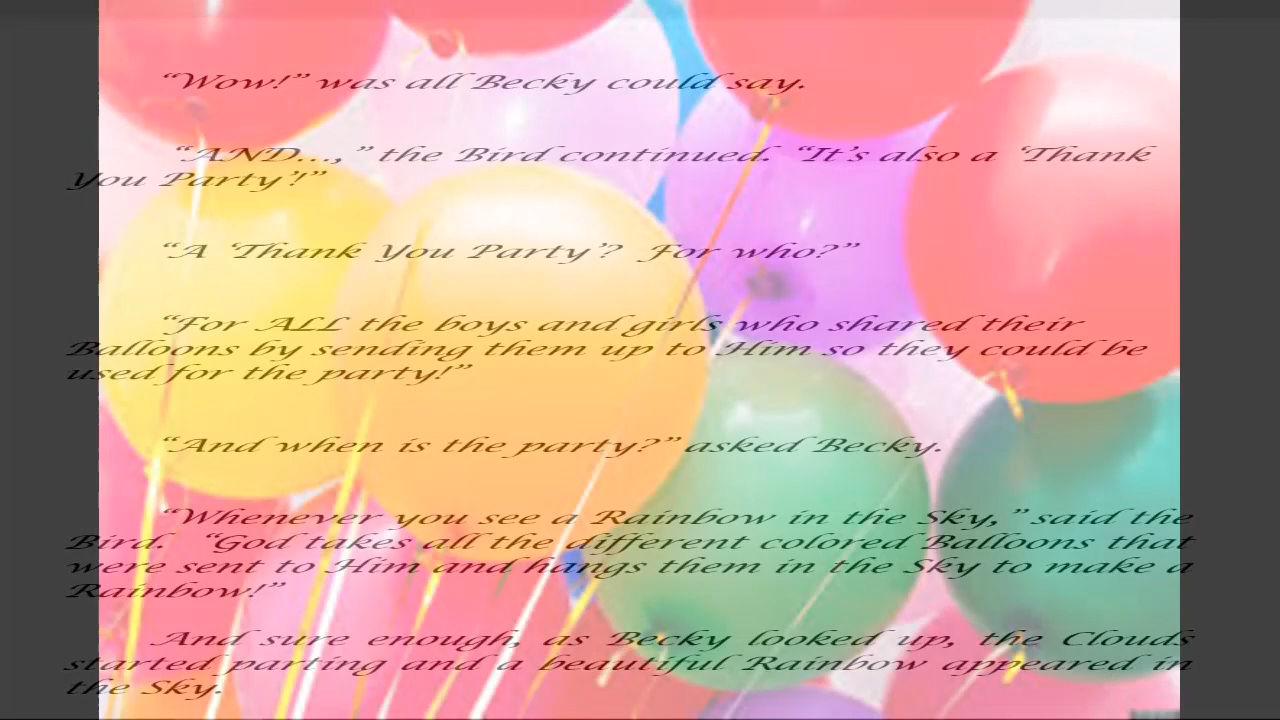 “Wow!” was all Becky could say.
“AND...,” the Bird continued. “It’s also a ‘Thank
You Party’!”
“A ‘Thank You Party’? For who?”
“For ALL the boys and girls who shared their
Balloons by sending them up to Him so they could be
used for the party!”
“And when is the party?” asked Becky.
“Whenever you see a Rainbow in the Sky,” said the
Bird. “God takes all the different colored Balloons that
were sent to Him and hangs them in the Sky to make a
Rainbow!”
And sure enough, as Becky looked up, the Clouds
started parting and a beautiful Rainbow appeared in
the Sky.